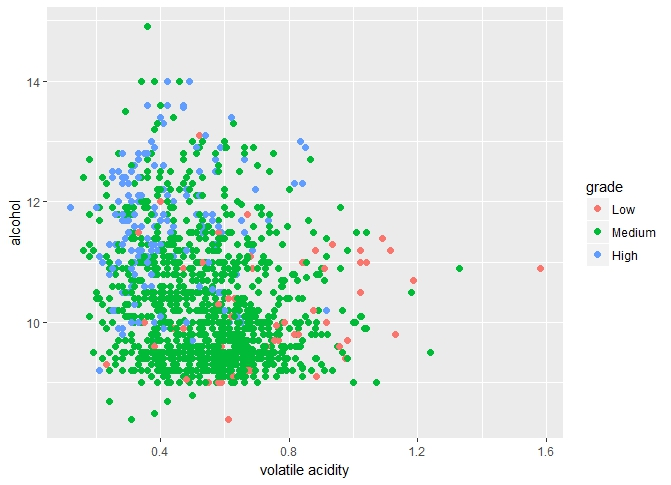 14
12
10
alcohol
0.4 0.8 1.2 1.6
volatile acidity
grade
Low
Medium
High